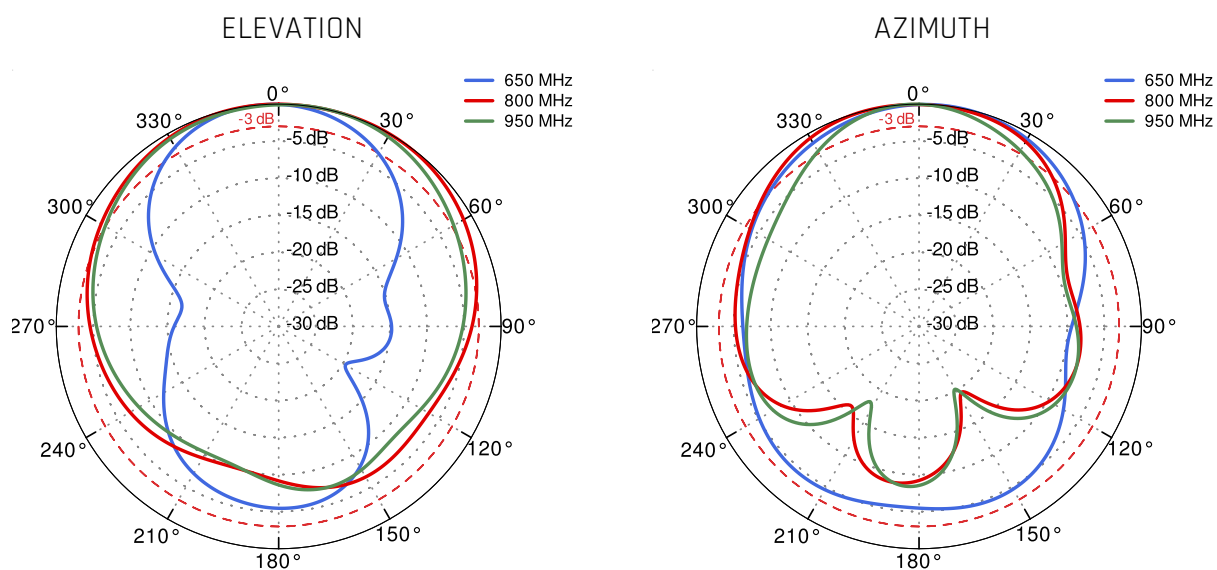 ELEVATION
650 MHz
800 MHz
950 MHz
0°
330°
-3 dB
30°
-5 dB
-10 dB
300°
60°
-15 dB
-20 dB
-25 dB
270°
-30 dB
90°
240°
120°
210°
150°
180°
AZIMUTH
650 MHz
800 MHz
950 MHz
0°
330°
-3 dB
30°
-5 dB
-10 dB
300°
60°
-15 dB
-20 dB
-25 dB
270°
-30 dB
90°
240°
120°
210°
150°
180°